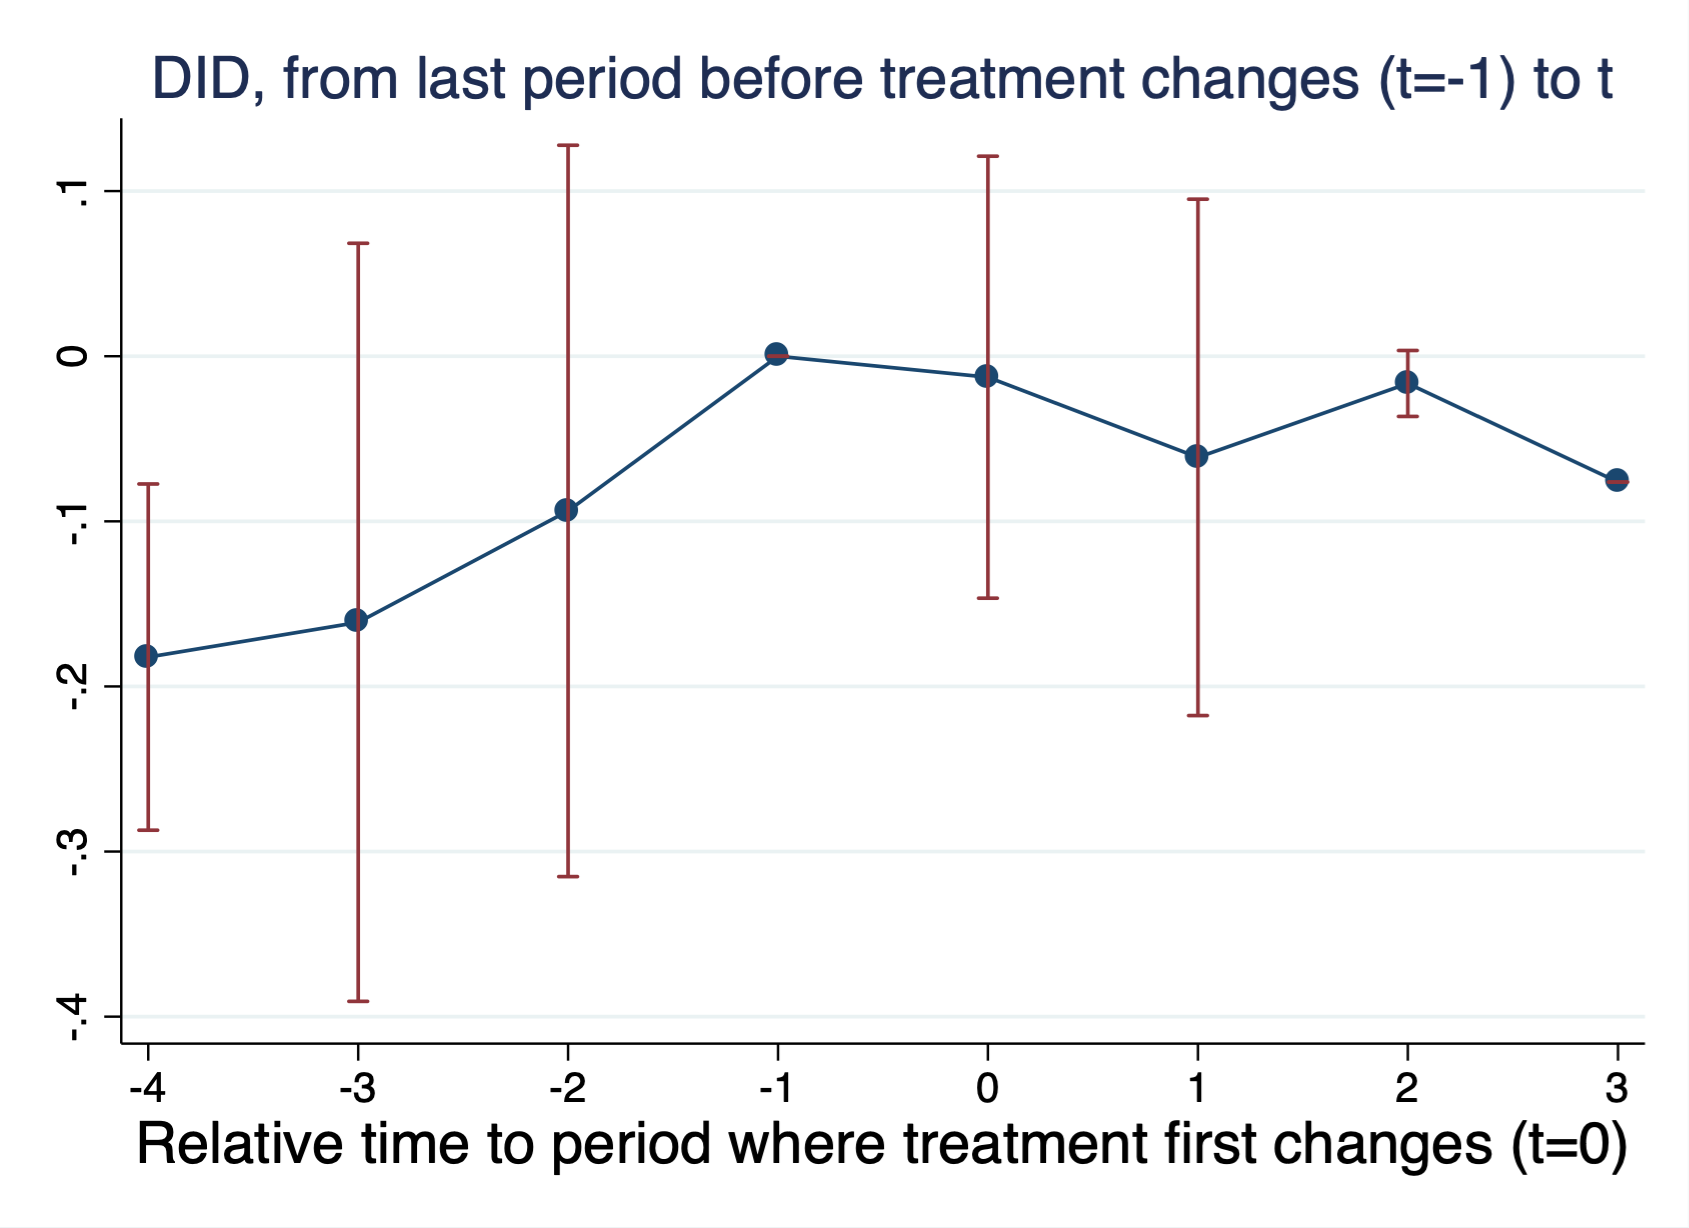 DID, from last period before treatment changes (t=-1) to t
.1
0
-.1
-.2
-.3
-.4
-4 -3 -2 -1 0 1 2 3
Relative time to period where treatment first changes (t=0)